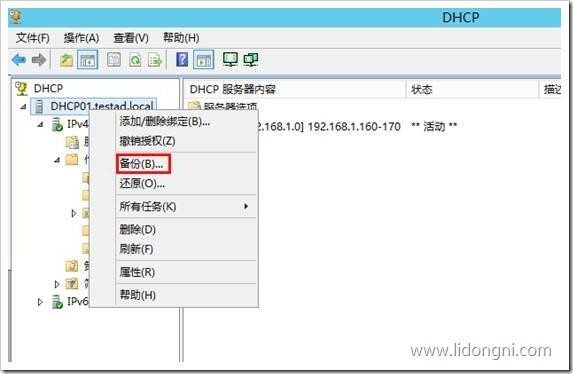 DHCP
文件(F) 操作(A) 查看(V) 帮助(H)
DHCP
DHCP01.testad.local
IPv4
IPv6
添加/删除绑定(B)...
撤销授权(Z)
备份(B)...
还原(O)...
所有任务(K)
删除(D)
刷新(F)
属性(R)
帮助(H)
DHCP 服务器内容 状态 描述
服务器选项
2.168.1.0] 192.168.1.160-170 ** 活动 **
www.lidongni.com